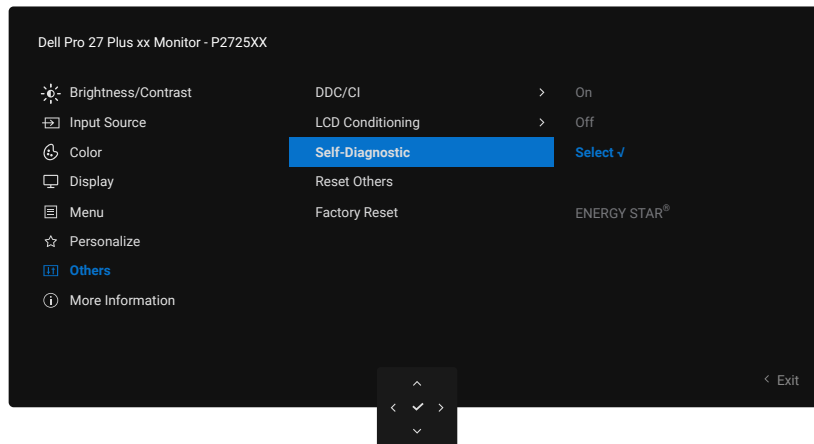 Dell Pro 27 Plus xx Monitor - P2725XX
Brightness/Contrast DDC/CI > On
Input Source LCD Conditioning > Off
Color Self-Diagnostic Select √
Display Reset Others
Menu Factory Reset ENERGY STAR®
Personalize
Others
More Information
< Exit